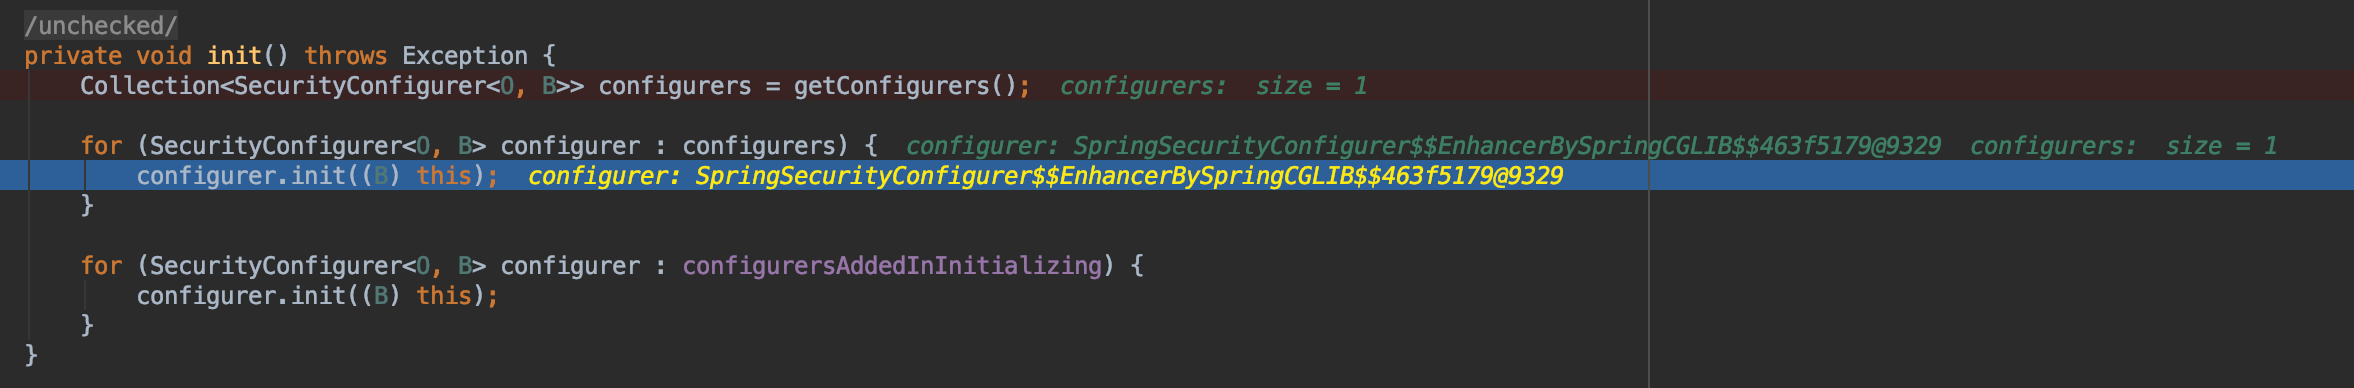 /unchecked/
private void init() throws Exception {
Collection<SecurityConfigurer<O, B>> configurers = getConfigurers(); configurers: size = 1
for (SecurityConfigurer<O, B> configurer : configurers) { configurer: SpringSecurityConfigurer$$EnhancerBySpringCGLIB$$463f5179@9329 configurers: size = 1
configurer.init((B) this); configurer: SpringSecurityConfigurer$$EnhancerBySpringCGLIB$$463f5179@9329
}
for (SecurityConfigurer<O, B> configurer : configurersAddedInInitializing) {
configurer.init((B) this);
}
}